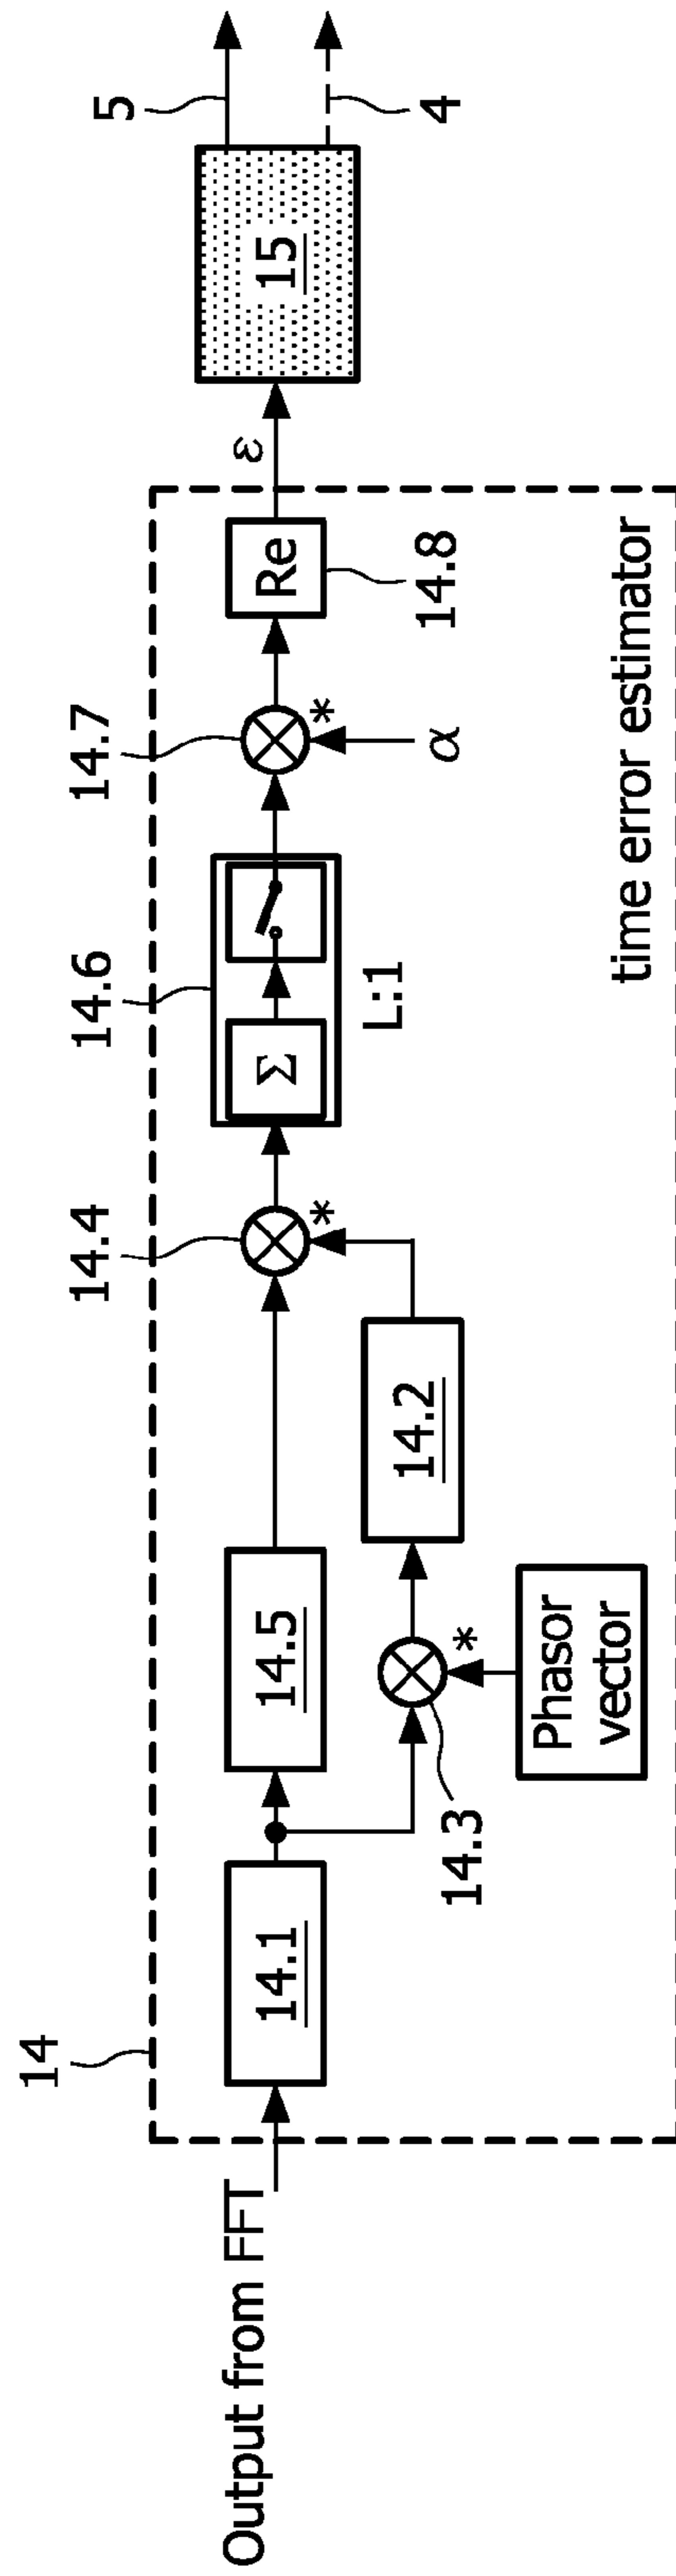 Output from FFT
14
14.1
14.5
14.3
Phasor
vector
*
14.2
14.4
*
14.6
Σ
L:1
14.7
*
α
Re
14.8
time error estimator
ε
15
5
4